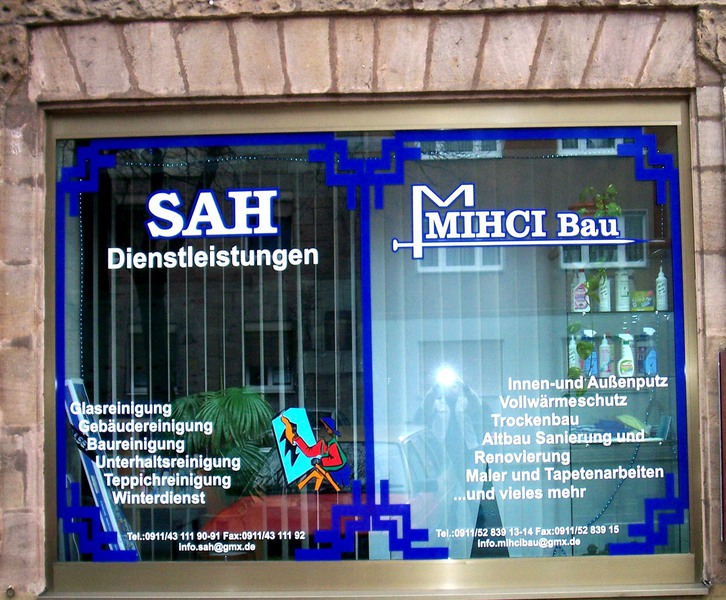 SAH
Dienstleistungen
Glasreinigung
Gebäudereinigung
Baureinigung
Unterhaltsreinigung
Teppichreinigung
Winterdienst
Tel.:0911/43 111 90-91 Fax:0911/43 111 92
info.sah@gmx.de
MIHCI Bau
Innen-und Außenputz
Vollwärmeschutz
Trockenbau
Altbau Sanierung und
Renovierung
Maler und Tapetenarbeiten
...und vieles mehr
Tel.:0911/52 839 13-14 Fax:0911/52 839 15
info.mihcibau@gmx.de